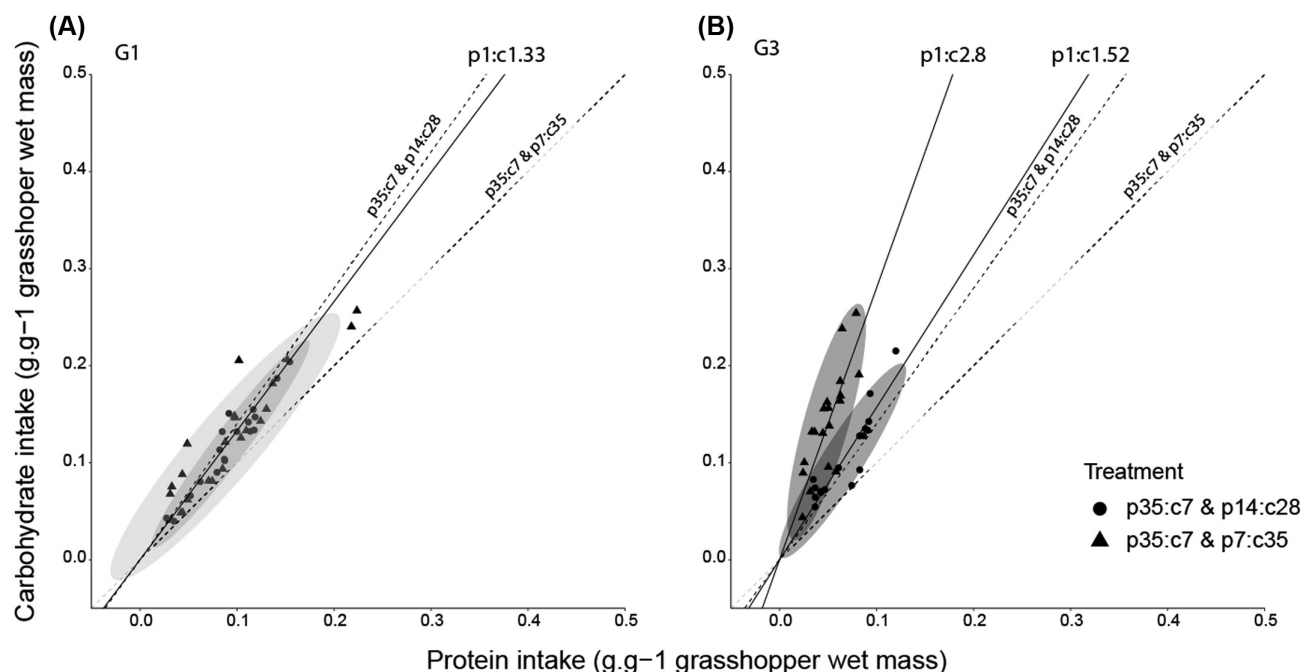 (A)
G1
p1:c1.33
p35:c7 & p14:c28
p35:c7 & p7:c35
0.5
0.4
0.3
0.2
0.1
0.0
0.0
0.1
0.2
0.3
0.4
0.5
Carbohydrate intake (g.g−1 grasshoper wet mass)
(B)
G3
p1:c2.8
p1:c1.52
p35:c7 & p14:c28
p35:c7 & p7:c35
0.5
0.4
0.3
0.2
0.1
0.0
0.0
0.1
0.2
0.3
0.4
0.5
Treatment
p35:c7 & p14:c28
p35:c7 & p7:c35
Protein intake (g.g−1 grasshopper wet mass)